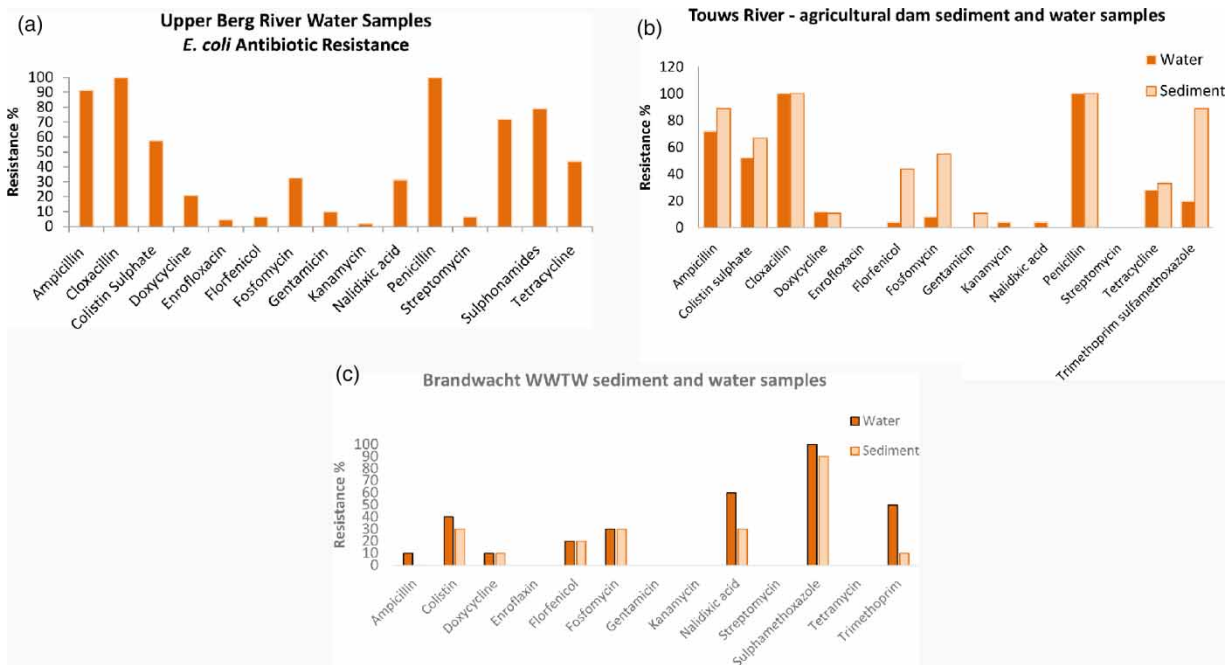 (a)
Upper Berg River Water Samples
E. coli Antibiotic Resistance
Resistance %
100
90
80
70
60
50
40
30
20
10
0
Ampicillin
Cloxacillin
Colistin Sulphate
Doxycycline
Enrofloxacin
Florfenicol
Fosfomycin
Gentamicin
Kanamycin
Nalidixic acid
Penicillin
Streptomycin
Sulphonamides
Tetracycline
(b)
Touws River - agricultural dam sediment and water samples
Water
Sediment
Resistance %
120
100
80
60
40
20
0
Ampicillin
Colistin sulphate
Cloxacillin
Doxycycline
Enrofloxacin
Florfenicol
Fosfomycin
Gentamicin
Kanamycin
Nalidixic acid
Penicillin
Streptomycin
Tetracycline
Trimethoprim sulfamethoxazole
(c)
Brandwacht WWTW sediment and water samples
Water
Sediment
Resistance %
100
90
80
70
60
50
40
30
20
10
0
Ampicillin
Colistin
Doxycycline
Enroflaxin
Florfenicol
Fosfomycin
Gentamicin
Kanamycin
Nalidixic acid
Streptomycin
Sulphamethoxazole
Tetramycin
Trimethoprim